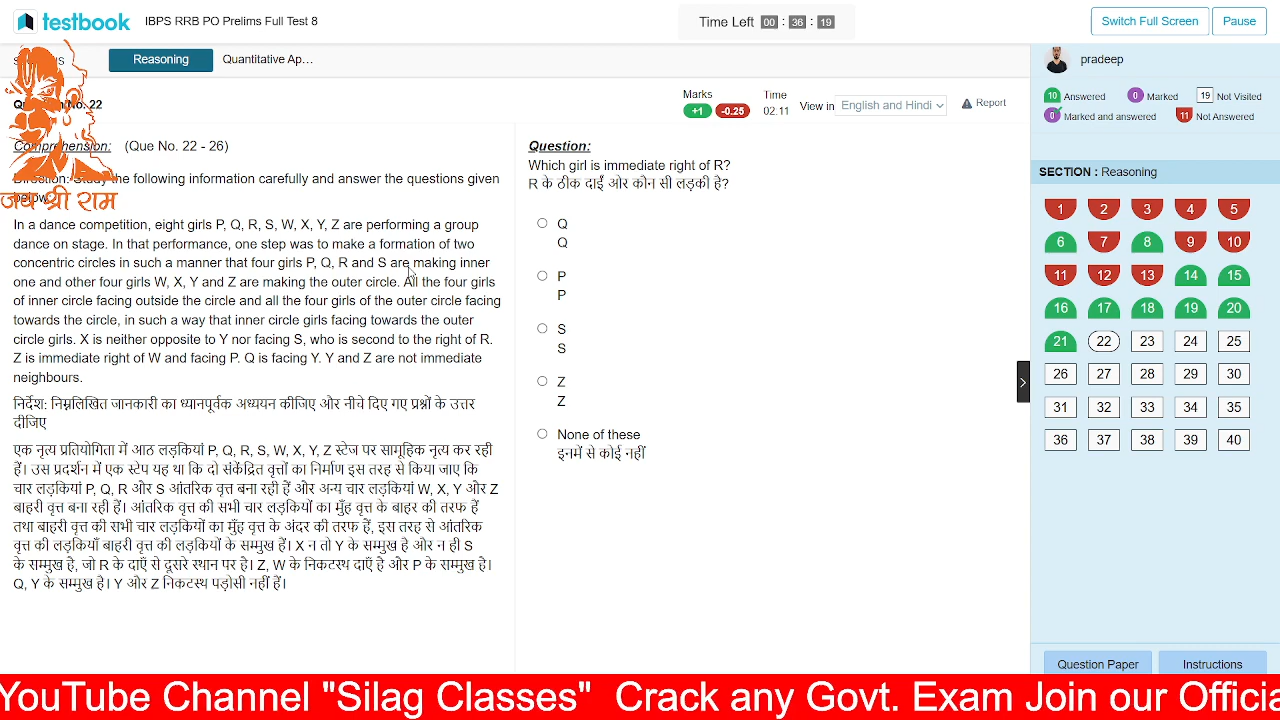 testbook
IBPS RRB PO Prelims Full Test 8
Time Left 00 : 36 : 19
Switch Full Screen
Pause
Reasoning
Quantitative Ap...
pradeep
Question No. 22
Marks
+1 -0.25
Time
02.11
View in English and Hindi
Report
10 Answered
0 Marked
19 Not Visited
0 Marked and answered
11 Not Answered
Comprehension: (Que No. 22 - 26)
Direction: Study the following information carefully and answer the questions given
below.
जय श्री राम
In a dance competition, eight girls P, Q, R, S, W, X, Y, Z are performing a group
dance on stage. In that performance, one step was to make a formation of two
concentric circles in such a manner that four girls P, Q, R and S are making inner
one and other four girls W, X, Y and Z are making the outer circle. All the four girls
of inner circle facing outside the circle and all the four girls of the outer circle facing
towards the circle, in such a way that inner circle girls facing towards the outer
circle girls. X is neither opposite to Y nor facing S, who is second to the right of R.
Z is immediate right of W and facing P. Q is facing Y. Y and Z are not immediate
neighbours.
निर्देश: निम्नलिखित जानकारी का ध्यानपूर्वक अध्ययन कीजिए और नीचे दिए गए प्रश्नों के उत्तर
दीजिए
एक नृत्य प्रतियोगिता में आठ लड़कियां P, Q, R, S, W, X, Y, Z स्टेज पर सामूहिक नृत्य कर रही
हैं। उस प्रदर्शन में एक स्टेप यह था कि दो संकेंद्रित वृत्तों का निर्माण इस तरह से किया जाए कि
चार लड़कियां P, Q, R और S आंतरिक वृत्त बना रही हैं और अन्य चार लड़कियां W, X, Y और Z
बाहरी वृत्त बना रही हैं। आंतरिक वृत्त की सभी चार लड़कियों का मुँह वृत्त के बाहर की तरफ हैं
तथा बाहरी वृत्त की सभी चार लड़कियों का मुँह वृत्त के अंदर की तरफ हैं, इस तरह से आंतरिक
वृत्त की लड़कियाँ बाहरी वृत्त की लड़कियों के सम्मुख हैं। X न तो Y के सम्मुख है और न ही S
के सम्मुख है, जो R के दाएँ से दूसरे स्थान पर है। Z, W के निकटस्थ दाएँ है और P के सम्मुख है।
Q, Y के सम्मुख है। Y और Z निकटस्थ पड़ोसी नहीं हैं।
Question:
Which girl is immediate right of R?
R के ठीक दाईं ओर कौन सी लड़की है?
Q
Q
P
P
S
S
Z
Z
None of these
इनमें से कोई नहीं
SECTION : Reasoning
1 2 3 4 5
6 7 8 9 10
11 12 13 14 15
16 17 18 19 20
21 22 23 24 25
26 27 28 29 30
31 32 33 34 35
36 37 38 39 40
Question Paper
Instructions
YouTube Channel "Silag Classes" Crack any Govt. Exam Join our Officia